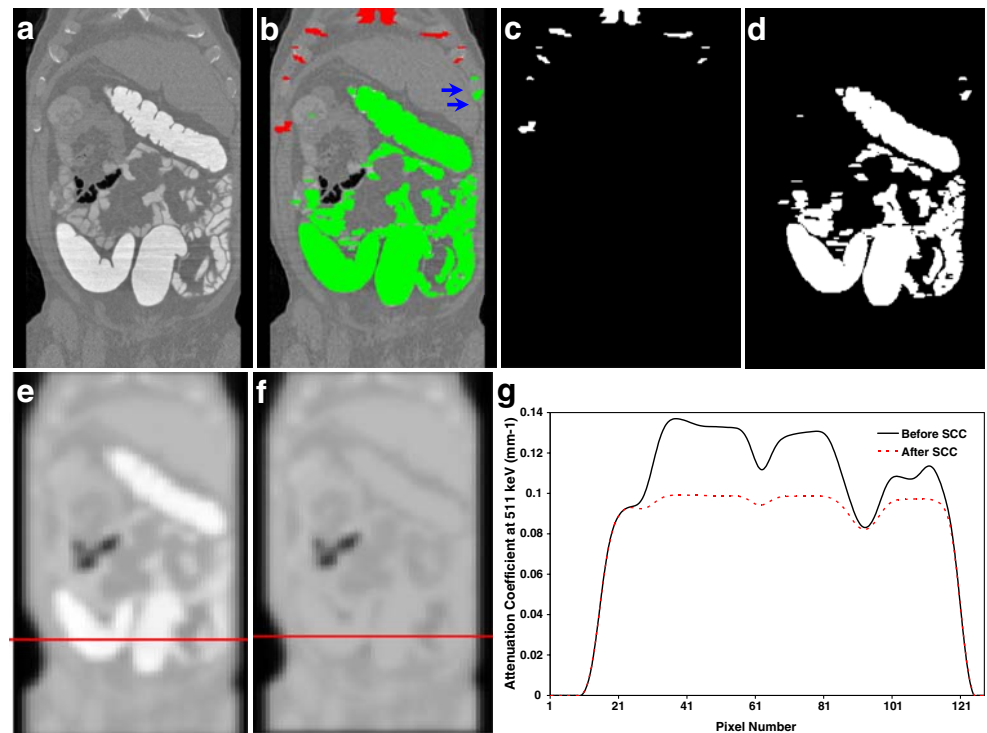 a
b
c
d
e
f
g
0.14
0.12
0.1
0.08
0.06
0.04
0.02
0
Attenuation Coefficient at 511 keV (mm-1)
Before SCC
After SCC
1
21
41
61
81
101
121
Pixel Number